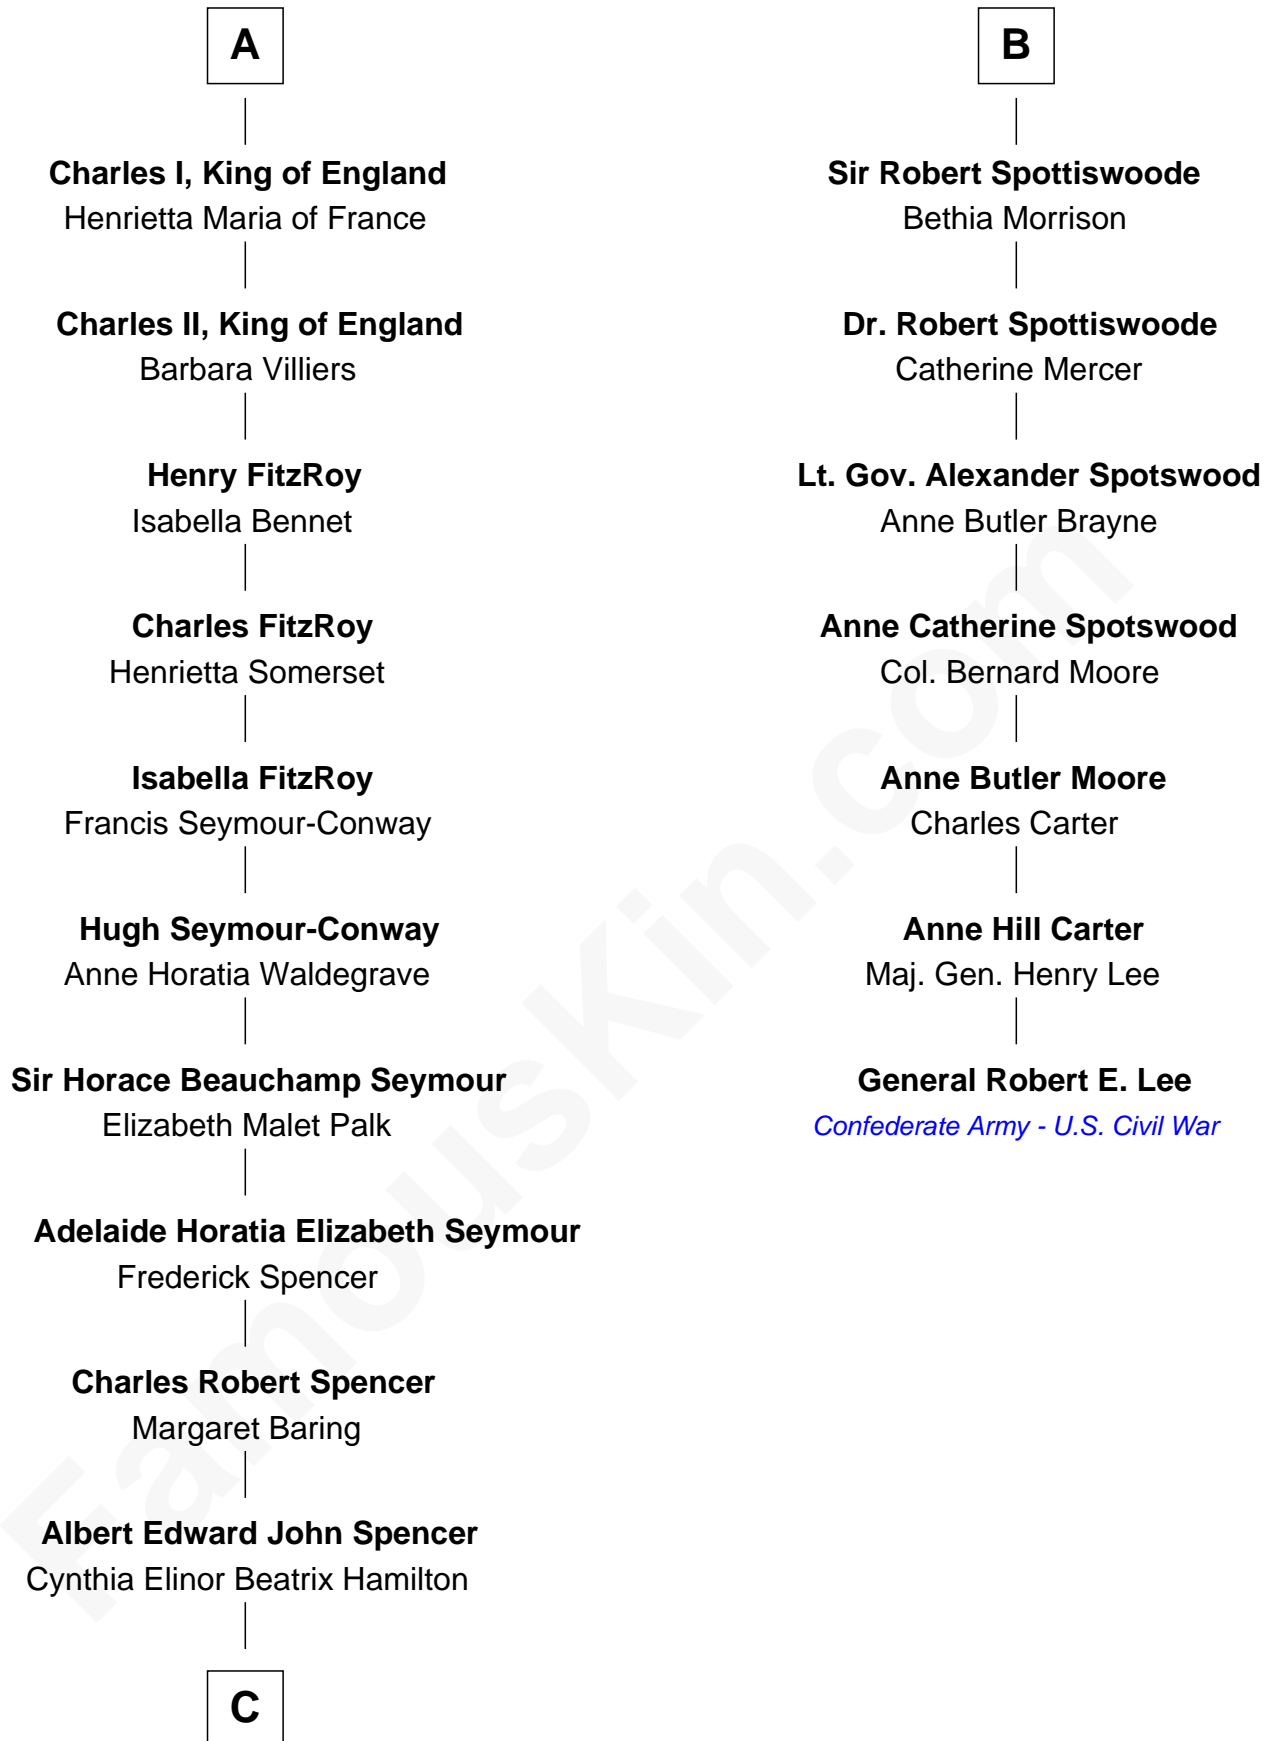 A
Charles I, King of England
Henrietta Maria of France
Charles II, King of England
Barbara Villiers
Henry FitzRoy
Isabella Bennet
Charles FitzRoy
Henrietta Somerset
Isabella FitzRoy
Francis Seymour-Conway
Hugh Seymour-Conway
Anne Horatia Waldegrave
Sir Horace Beauchamp Seymour
Elizabeth Malet Palk
Adelaide Horatia Elizabeth Seymour
Frederick Spencer
Charles Robert Spencer
Margaret Baring
Albert Edward John Spencer
Cynthia Elinor Beatrix Hamilton
C
B
Sir Robert Spottiswoode
Bethia Morrison
Dr. Robert Spottiswoode
Catherine Mercer
Lt. Gov. Alexander Spotswood
Anne Butler Brayne
Anne Catherine Spotswood
Col. Bernard Moore
Anne Butler Moore
Charles Carter
Anne Hill Carter
Maj. Gen. Henry Lee
General Robert E. Lee
Confederate Army - U.S. Civil War
FamousKin.com